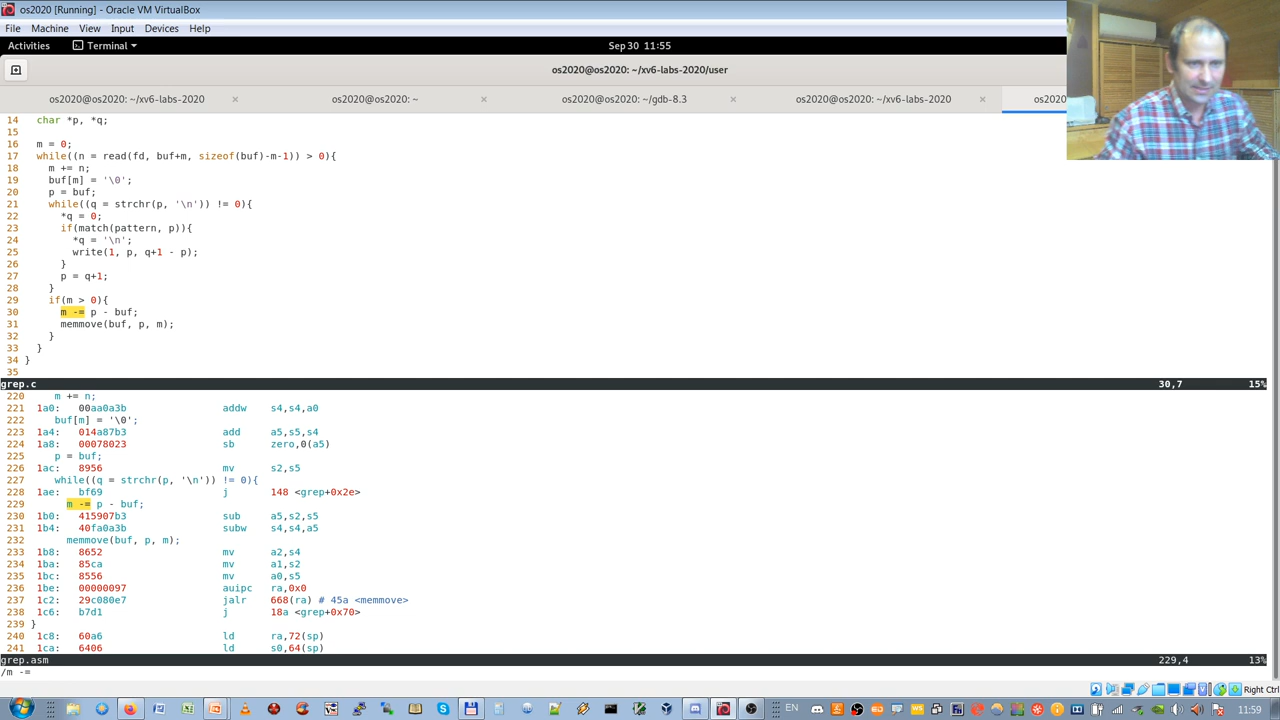 os2020 [Running] - Oracle VM VirtualBox
File Machine View Input Devices Help
Activities Terminal Sep 30 11:55
os2020@os2020: ~/xv6-labs-2020/user
os2020@os2020: ~/xv6-labs-2020 × os2020@os2020: ~ × os2020@os2020: ~/gdb-8.3 × os2020@os2020: ~/xv6-labs-2020 × os2020
14 char *p, *q;
15
16 m = 0;
17 while((n = read(fd, buf+m, sizeof(buf)-m-1)) > 0){
18 m += n;
19 buf[m] = '\0';
20 p = buf;
21 while((q = strchr(p, '\n')) != 0){
22 *q = 0;
23 if(match(pattern, p)){
24 *q = '\n';
25 write(1, p, q+1 - p);
26 }
27 p = q+1;
28 }
29 if(m > 0){
30 m -= p - buf;
31 memmove(buf, p, m);
32 }
33 }
34 }
35
grep.c 30,7 15%
220 m += n;
221 1a0: 00aa0a3b addw s4,s4,a0
222 buf[m] = '\0';
223 1a4: 014a87b3 add a5,s5,s4
224 1a8: 00078023 sb zero,0(a5)
225 p = buf;
226 1ac: 8956 mv s2,s5
227 while((q = strchr(p, '\n')) != 0){
228 1ae: bf69 j 148 <grep+0x2e>
229 m -= p - buf;
230 1b0: 415907b3 sub a5,s2,s5
231 1b4: 40fa0a3b subw s4,s4,a5
232 memmove(buf, p, m);
233 1b8: 8652 mv a2,s4
234 1ba: 85ca mv a1,s2
235 1bc: 8556 mv a0,s5
236 1be: 00000097 auipc ra,0x0
237 1c2: 29c080e7 jalr 668(ra) # 45a <memmove>
238 1c6: b7d1 j 18a <grep+0x70>
239 }
240 1c8: 60a6 ld ra,72(sp)
241 1ca: 6406 ld s0,64(sp)
grep.asm 229,4 13%
/m -=
Right Ctrl
EN 11:59